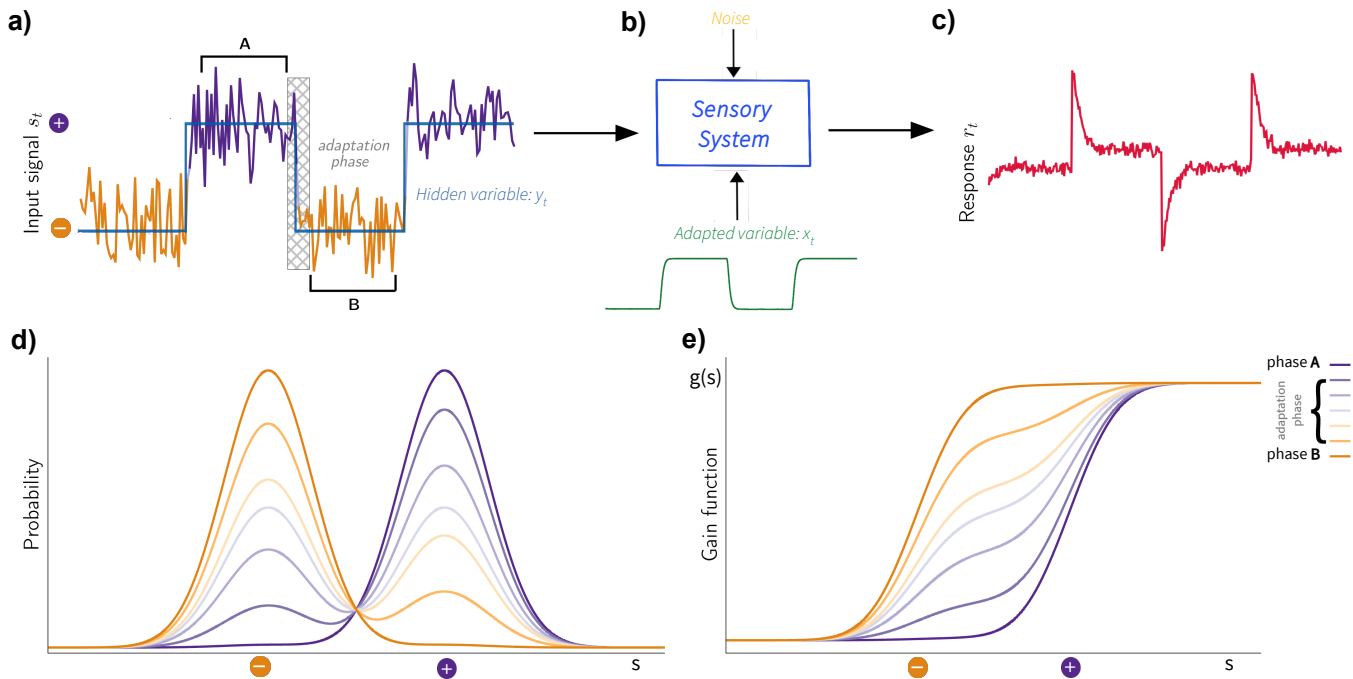 a)
A
Input signal s_t
+
−
adaptation
phase
Hidden variable: y_t
B
b)
Noise
Sensory
System
Adapted variable: x_t
c)
Response r_t
d)
Probability
−
+
s
e)
g(s)
Gain function
−
+
s
phase A
adaptation
phase
{
phase B